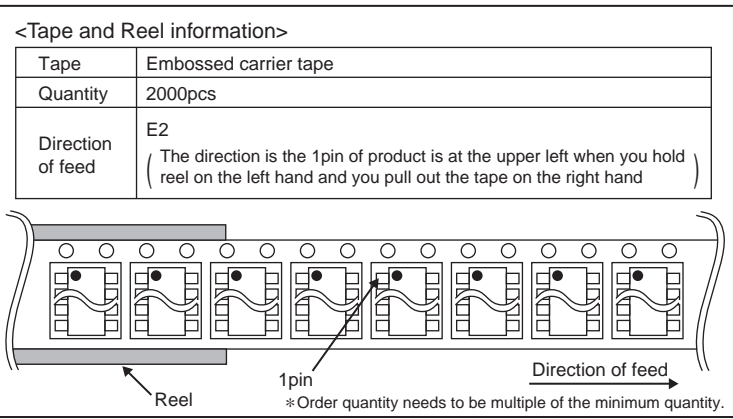 <Tape and Reel information>
Tape Embossed carrier tape
Quantity 2000pcs
Direction of feed E2
( The direction is the 1pin of product is at the upper left when you hold
reel on the left hand and you pull out the tape on the right hand )
1pin
Direction of feed
Reel
＊Order quantity needs to be multiple of the minimum quantity.